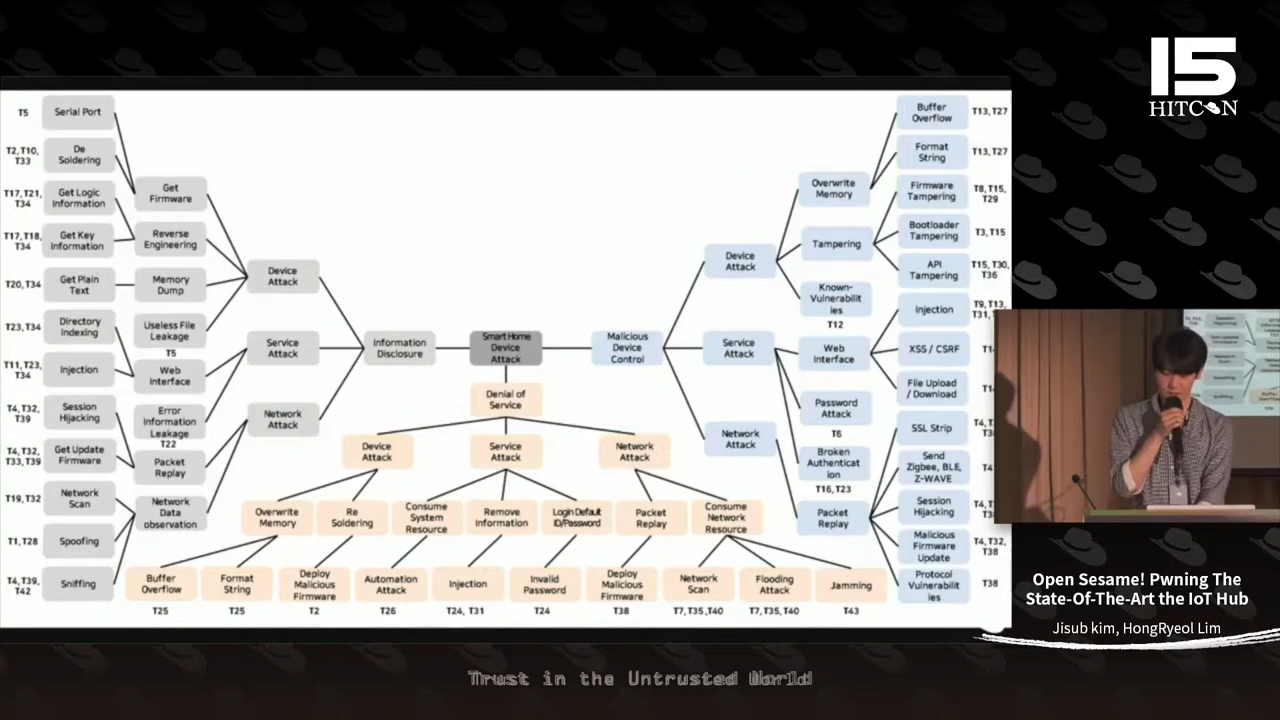 15
HITCON
T5
Serial Port
T2, T10,
T33
De
Soldering
T17, T21,
T34
Get Logic
Information
T17, T18,
T34
Get Key
Information
T20, T34
Get Plain
Text
T23, T34
Directory
Indexing
T11, T23,
T34
Injection
T4, T32,
T39
Session
Hijacking
T4, T32,
T33, T39
Get Update
Firmware
T19, T32
Network
Scan
T1, T28
Spoofing
T4, T39,
T42
Sniffing
Get
Firmware
Reverse
Engineering
Memory
Dump
Useless File
Leakage
T5
Web
Interface
Error
Information
Leakage
T22
Packet
Replay
Network
Data
observation
Device
Attack
Service
Attack
Network
Attack
Information
Disclosure
Smart Home
Device
Attack
Malicious
Device
Control
Denial of
Service
Device
Attack
Service
Attack
Network
Attack
Overwrite
Memory
Re
Soldering
Consume
System
Resource
Remove
Information
Login Default
ID/Password
Packet
Replay
Consume
Network
Resource
Buffer
Overflow
T25
Format
String
T25
Deploy
Malicious
Firmware
T2
Automation
Attack
T26
Injection
T24, T31
Invalid
Password
T24
Deploy
Malicious
Firmware
T38
Network
Scan
T7, T35, T40
Flooding
Attack
T7, T35, T40
Jamming
T43
Device
Attack
Service
Attack
Network
Attack
Overwrite
Memory
Tampering
Known-
Vulnerabilit
ies
T12
Web
Interface
Password
Attack
T6
Broken
Authenticat
ion
T16, T23
Packet
Replay
Buffer
Overflow
T13, T27
Format
String
T13, T27
Firmware
Tampering
T8, T15,
T29
Bootloader
Tampering
T3, T15
API
Tampering
T15, T30,
T36
Injection
T9, T13,
T31,
XSS / CSRF
File Upload
/ Download
SSL Strip
T4,
Send
Zigbee, BLE,
Z-WAVE
Session
Hijacking
Malicious
Firmware
Update
T4, T32,
T38
Protocol
Vulnerabilit
ies
T38
Open Sesame! Pwning The
State-Of-The-Art the IoT Hub
Jisub kim, HongRyeol Lim
Trust in the Untrusted World